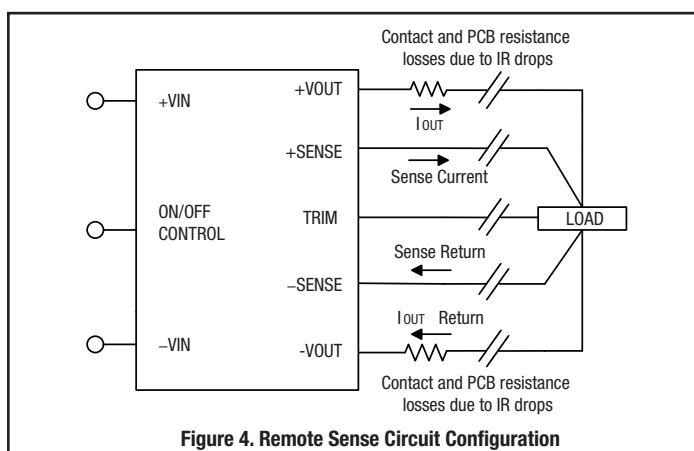 Contact and PCB resistance
losses due to IR drops
+VOUT
+VIN
IOUT
+SENSE
Sense Current
ON/OFF
CONTROL
TRIM
LOAD
Sense Return
−SENSE
IOUT Return
−VIN
-VOUT
Contact and PCB resistance
losses due to IR drops
Figure 4. Remote Sense Circuit Configuration